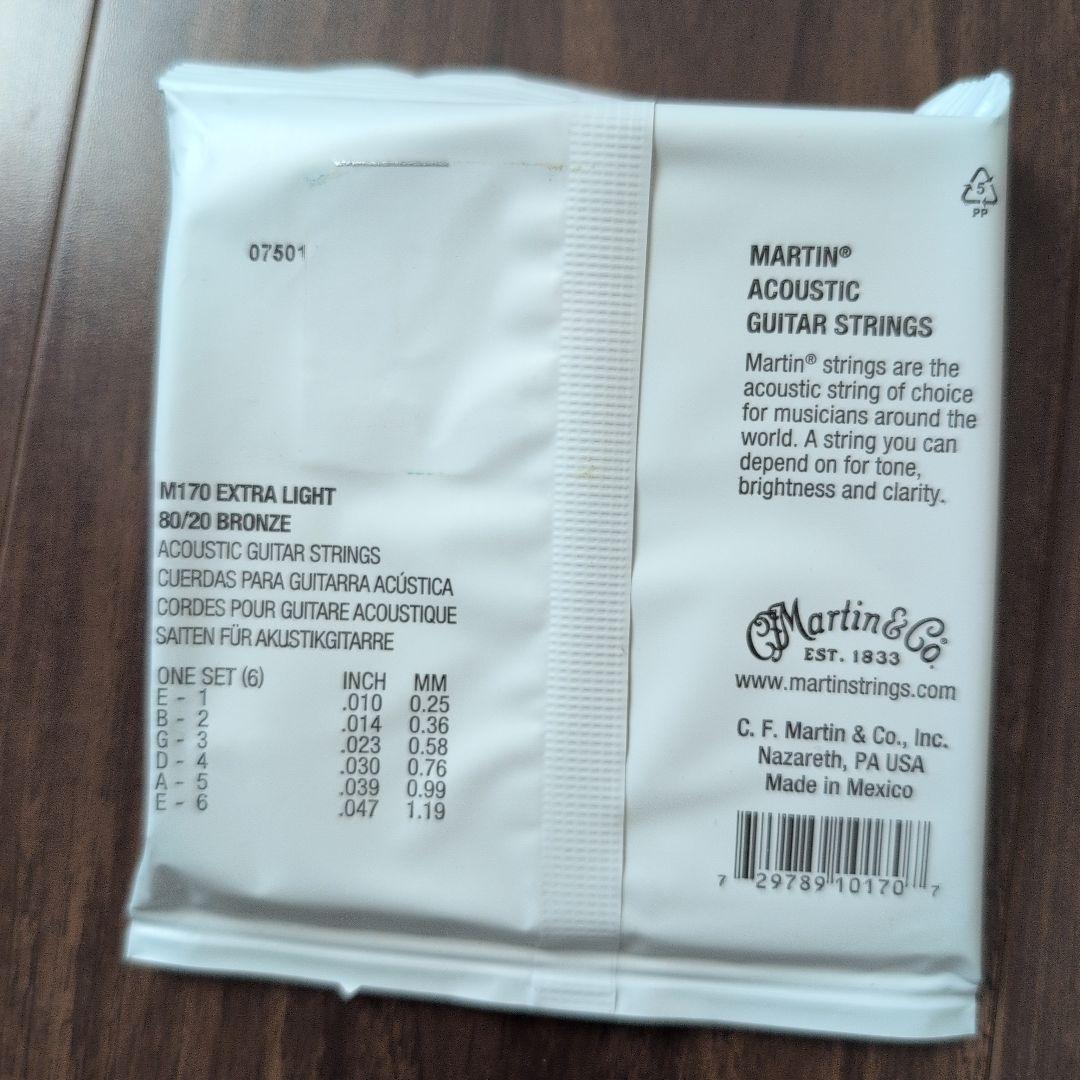 07501
M170 EXTRA LIGHT
80/20 BRONZE
ACOUSTIC GUITAR STRINGS
CUERDAS PARA GUITARRA ACÚSTICA
CORDES POUR GUITARE ACOUSTIQUE
SAITEN FÜR AKUSTIKGITARRE
ONE SET (6) INCH MM
E - 1 .010 0.25
B - 2 .014 0.36
G - 3 .023 0.58
D - 4 .030 0.76
A - 5 .039 0.99
E - 6 .047 1.19
5
PP
MARTIN®
ACOUSTIC
GUITAR STRINGS
Martin® strings are the
acoustic string of choice
for musicians around the
world. A string you can
depend on for tone,
brightness and clarity.
CF Martin & Co.®
EST. 1833
www.martinstrings.com
C. F. Martin & Co., Inc.
Nazareth, PA USA
Made in Mexico
7 29789 10170 7